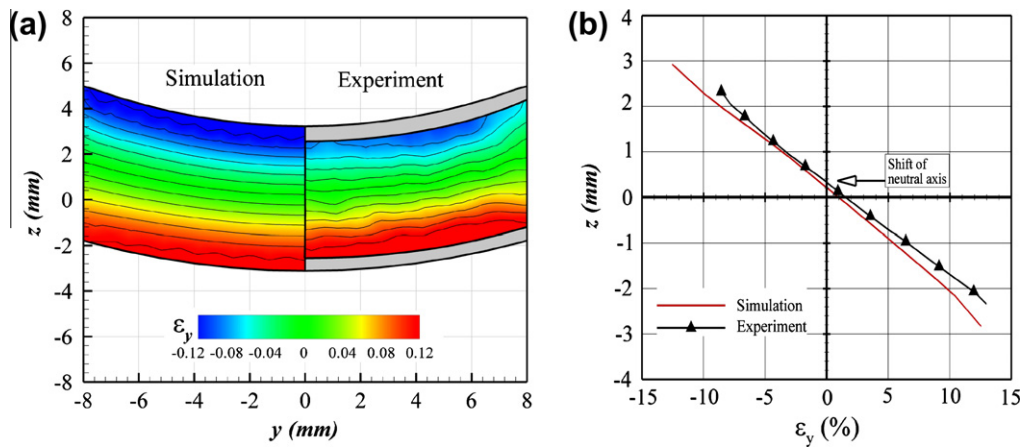 (a)
8
6
4
2
0
-2
-4
-6
-8
z (mm)
Simulation
Experiment
εy
-0.12 -0.08 -0.04 0 0.04 0.08 0.12
-8 -6 -4 -2 0 2 4 6 8
y (mm)
(b)
4
3
2
1
0
-1
-2
-3
-4
z (mm)
Shift of
neutral axis
Simulation
Experiment
-15 -10 -5 0 5 10 15
εy (%)